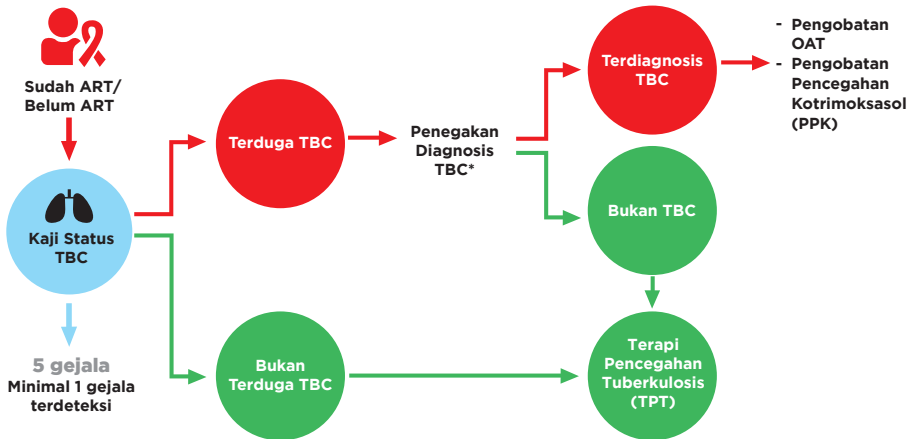 Sudah ART/
Belum ART
Kaji Status
TBC
5 gejala
Minimal 1 gejala
terdeteksi
Terduga TBC
Bukan
Terduga TBC
Penegakan
Diagnosis
TBC*
Terdiagnosis
TBC
Bukan TBC
Terapi
Pencegahan
Tuberkulosis
(TPT)
- Pengobatan
OAT
- Pengobatan
Pencegahan
Kotrimoksasol
(PPK)